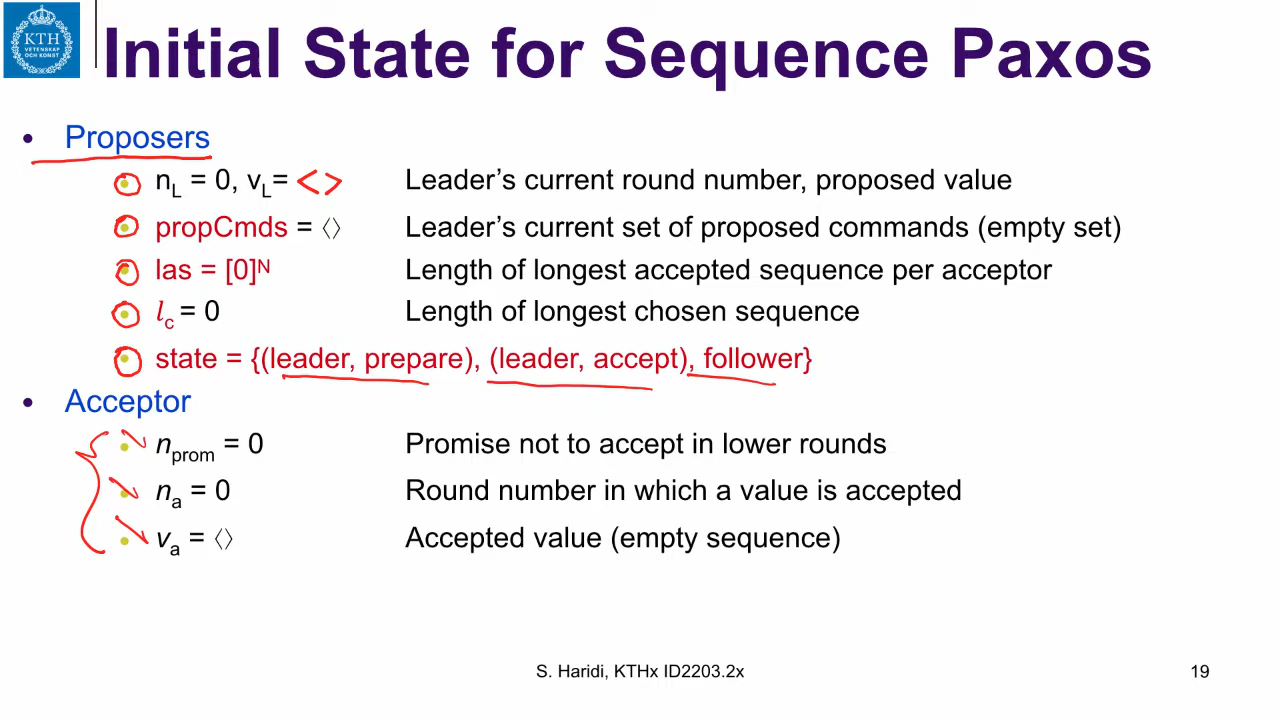 KTH
VETENSKAP
OCH KONST
Initial State for Sequence Paxos
• Proposers
• nL = 0, vL= <> Leader's current round number, proposed value
• propCmds = ⟨⟩ Leader's current set of proposed commands (empty set)
• las = [0]ᴺ Length of longest accepted sequence per acceptor
• lc = 0 Length of longest chosen sequence
• state = {(leader, prepare), (leader, accept), follower}
• Acceptor
• nprom = 0 Promise not to accept in lower rounds
• na = 0 Round number in which a value is accepted
• va = ⟨⟩ Accepted value (empty sequence)
S. Haridi, KTHx ID2203.2x
19